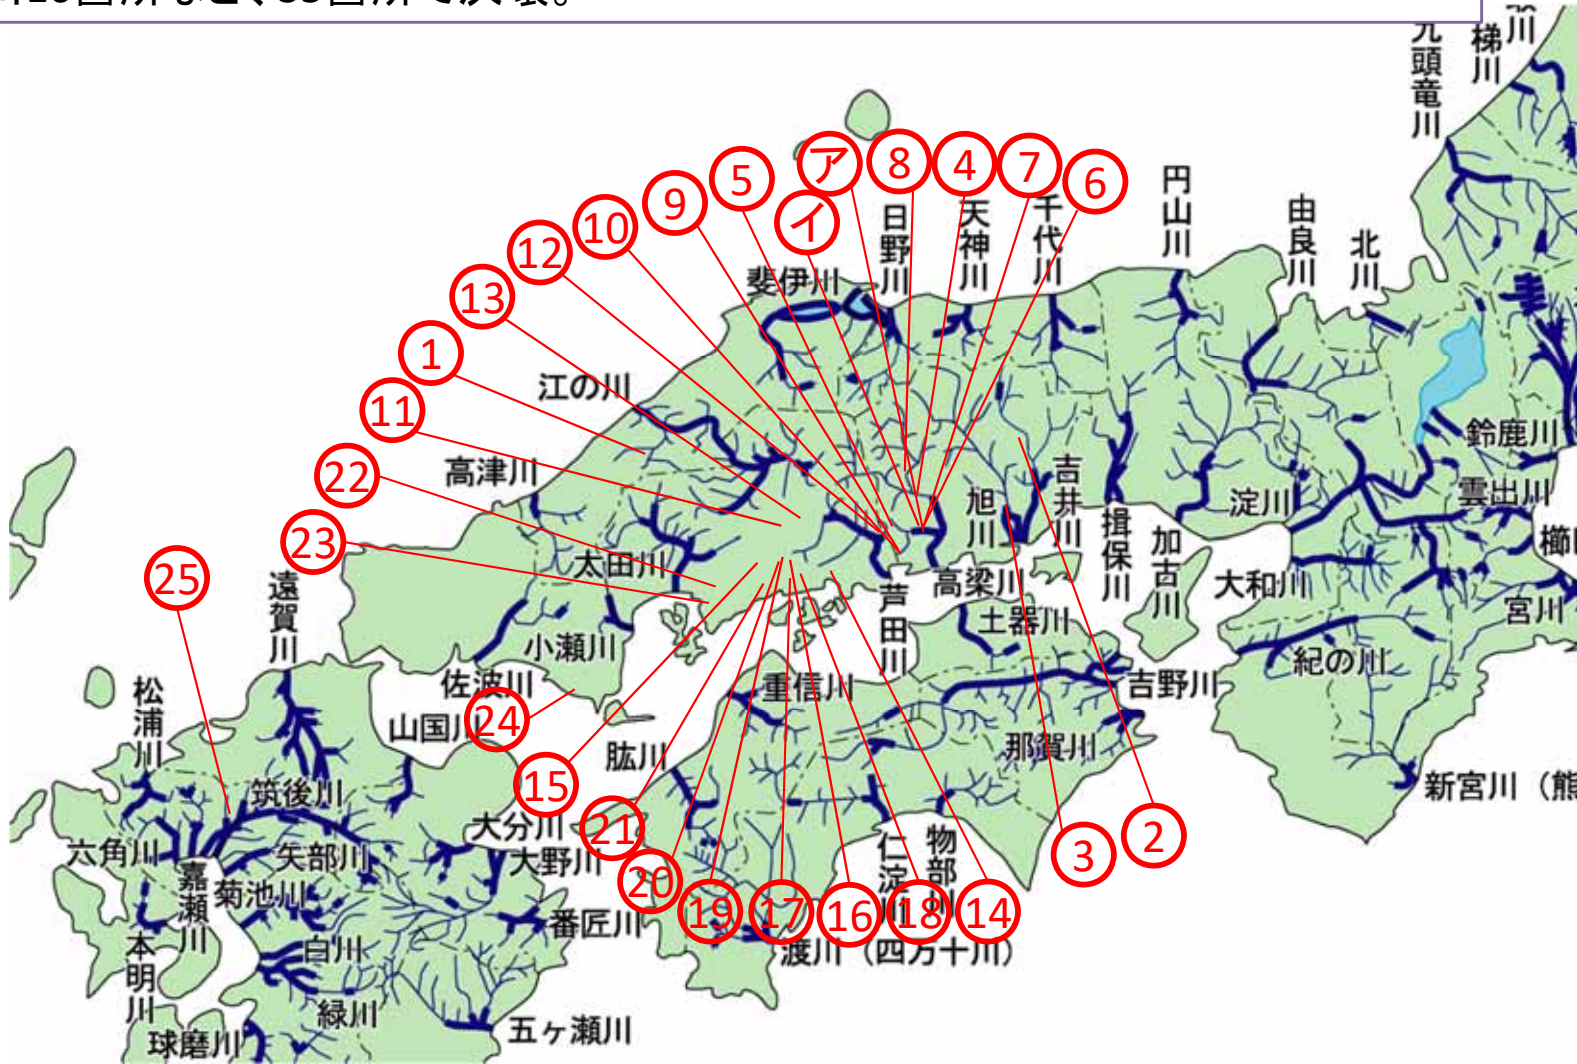 箇所で決壊。
九頭竜川
梯川
川
ア
8
4
7
6
5
イ
9
10
12
13
1
11
22
23
25
円山川
由良川
北川
日野川
天神川
千代川
斐伊川
江の川
高津川
鈴鹿川
雲出川
淀川
吉井川
旭川
揖保川
加古川
太田川
高梁川
大和川
宮川
遠賀川
芦田川
土器川
小瀬川
紀の川
佐波川
吉野川
重信川
24
松浦川
山国川
肱川
那賀川
新宮川（熊
15
筑後川
21
大分川
3
2
六角川
矢部川
大野川
仁淀川
物部川
嘉瀬川
菊池川
20
19
17
16
18
14
番匠川
本明川
白川
渡川（四万十川）
緑川
五ヶ瀬川
球磨川